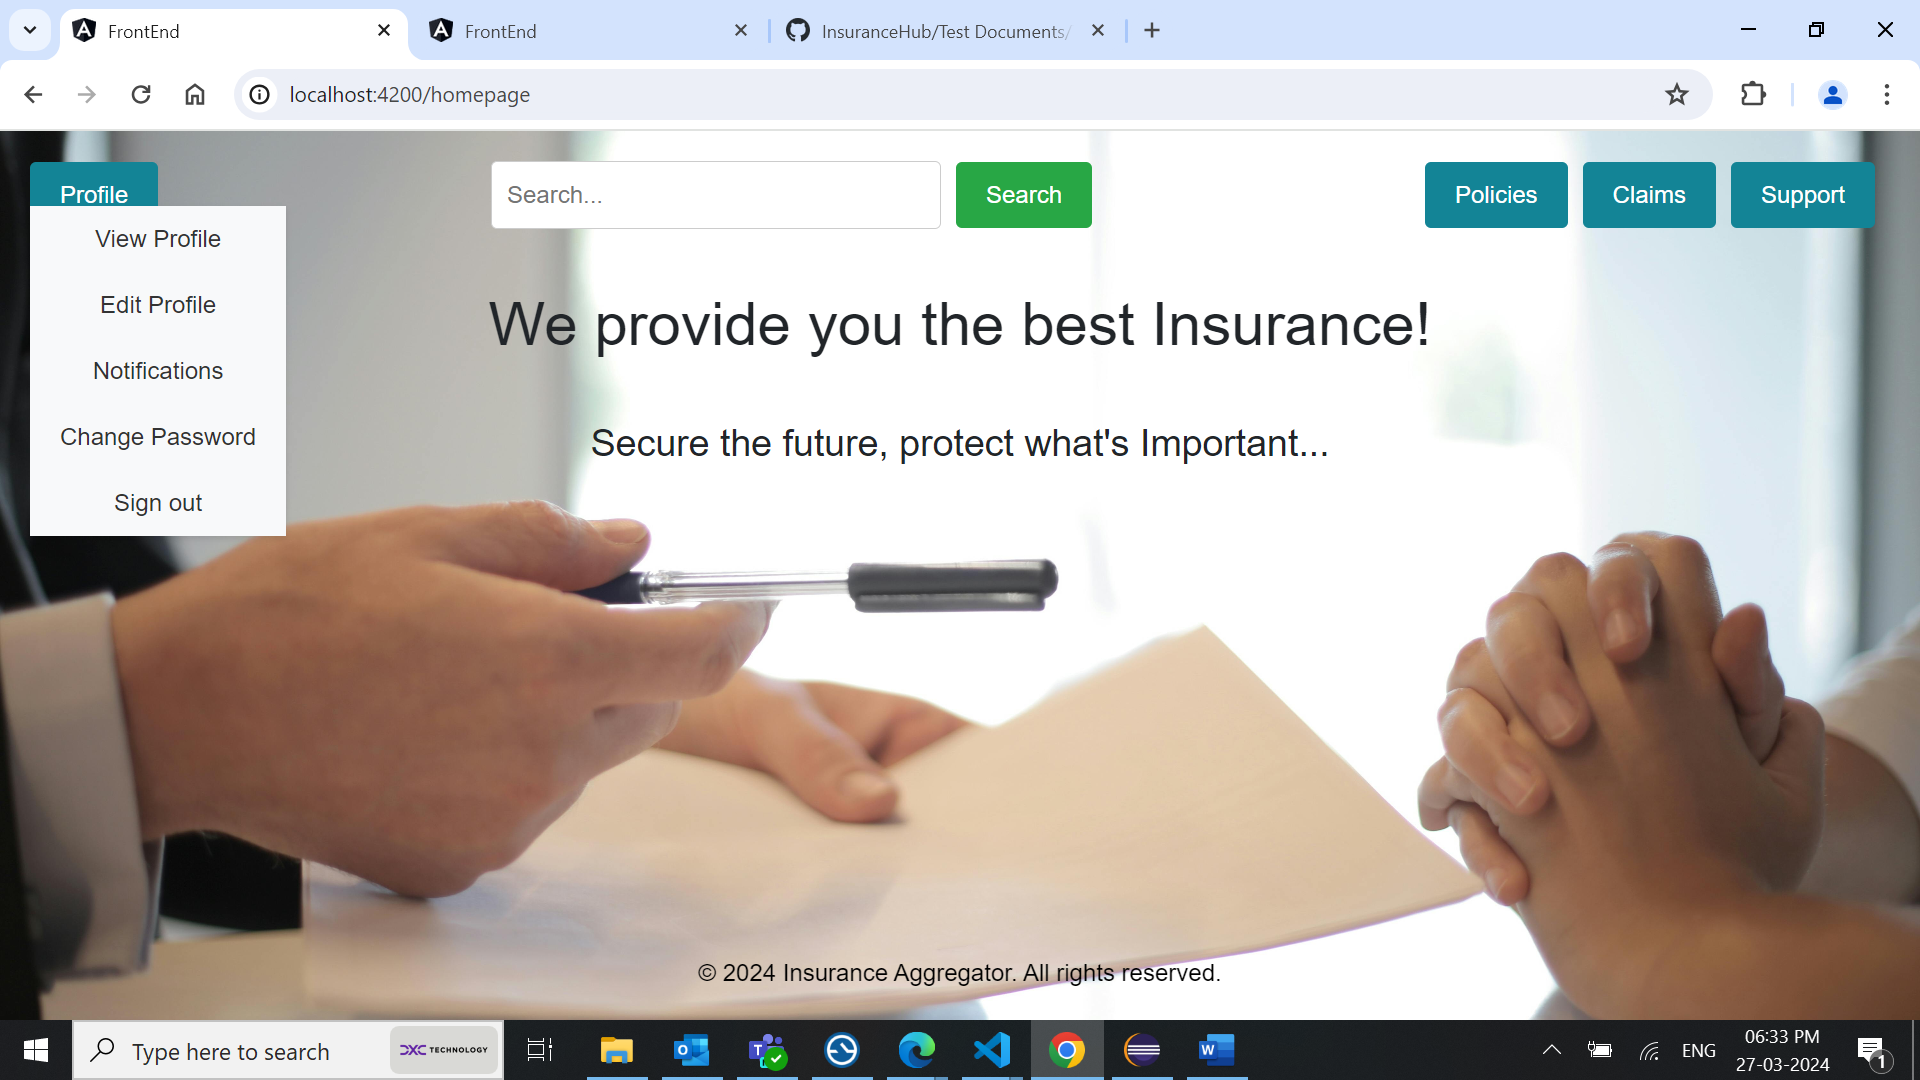 FrontEnd
FrontEnd
InsuranceHub/Test Documents/
localhost:4200/homepage
Profile
Search...
Search
Policies
Claims
Support
View Profile
Edit Profile
Notifications
Change Password
Sign out
We provide you the best Insurance!
Secure the future, protect what's Important...
© 2024 Insurance Aggregator. All rights reserved.
Type here to search
DXC TECHNOLOGY
ENG
06:33 PM
27-03-2024
1